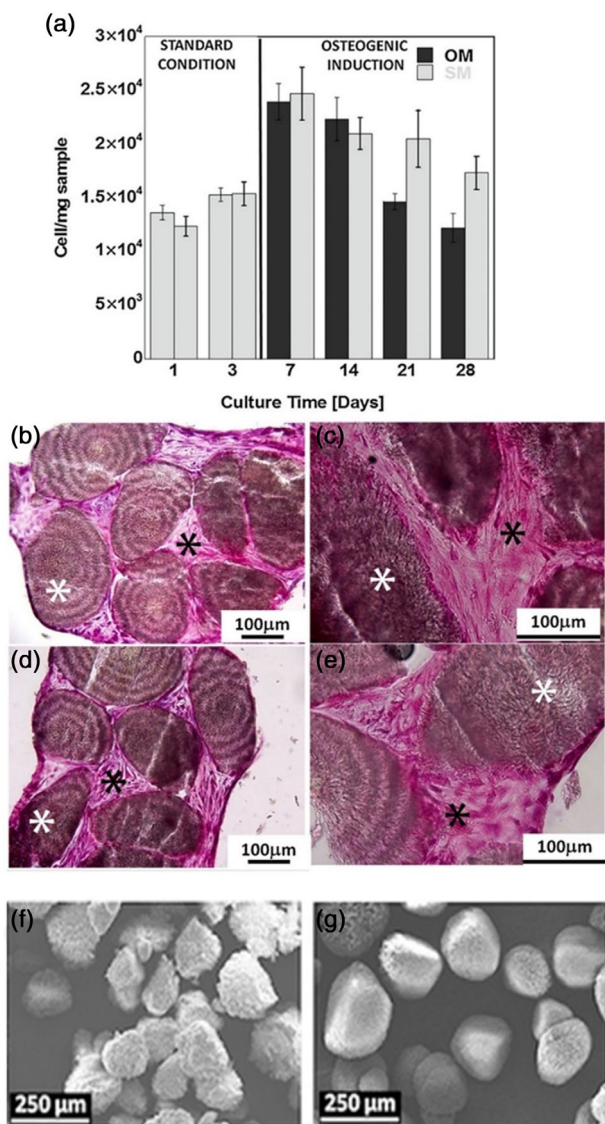 (a)
3×10⁴
2.5×10⁴
2×10⁴
1.5×10⁴
1×10⁴
5×10³
0
Cell/mg sample
STANDARD CONDITION
OSTEOGENIC INDUCTION
OM
SM
1 3 7 14 21 28
Culture Time [Days]
(b) (c)
* * * *
100µm 100µm
(d) (e)
* * * *
100µm 100µm
(f) (g)
250 µm 250 µm